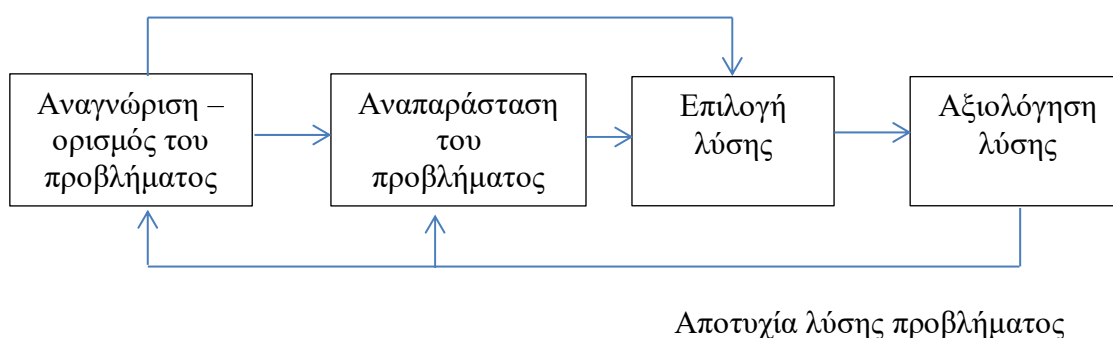 Αναγνώριση –
ορισμός του
προβλήματος
Αναπαράσταση
του
προβλήματος
Επιλογή
λύσης
Αξιολόγηση
λύσης
Αποτυχία λύσης προβλήματος